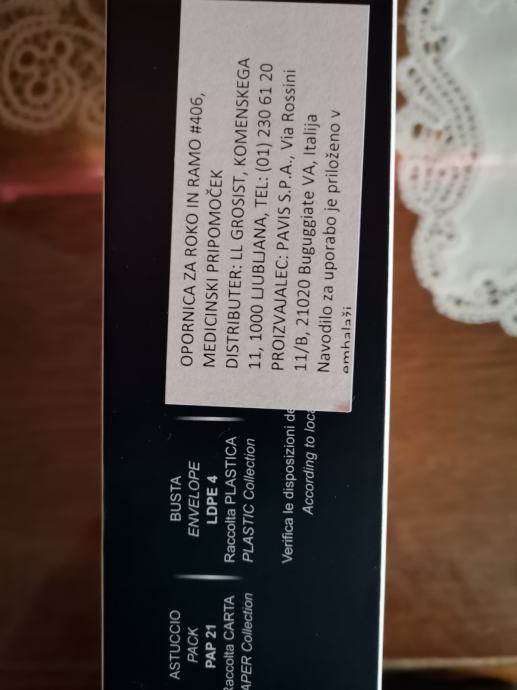 OPORNICA ZA ROKO IN RAMO #406,
MEDICINSKI PRIPOMOČEK
DISTRIBUTER: LL GROSIST, KOMENSKEGA
11, 1000 LJUBLJANA, TEL: (01) 230 61 20
PROIZVAJALEC: PAVIS S.P.A., Via Rossini
11/B, 21020 Buguggiate VA, Italija
Navodilo za uporabo je priloženo v
embalaži
ASTUCCIO
PACK
PAP 21
Raccolta CARTA
PAPER Collection
BUSTA
ENVELOPE
LDPE 4
Raccolta PLASTICA
PLASTIC Collection
Verifica le disposizioni de
According to loc